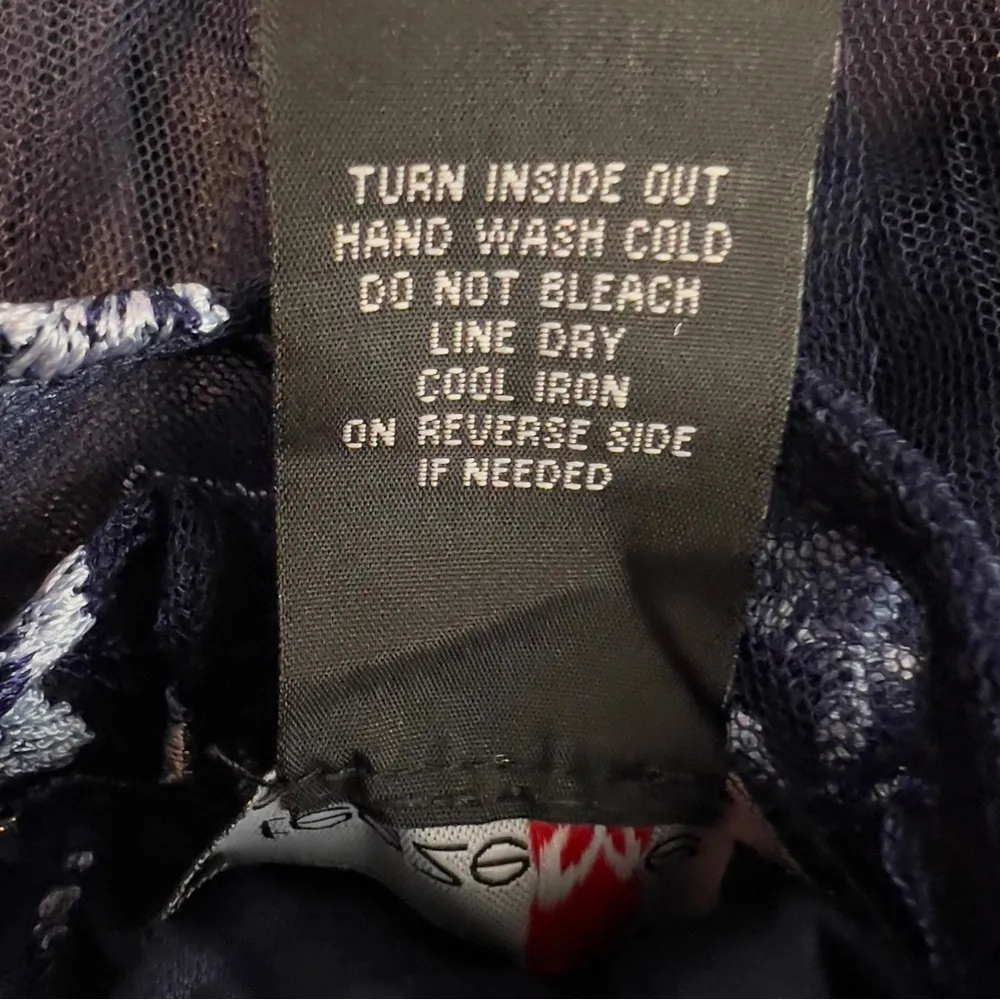 TURN INSIDE OUT
HAND WASH COLD
DO NOT BLEACH
LINE DRY
COOL IRON
ON REVERSE SIDE
IF NEEDED